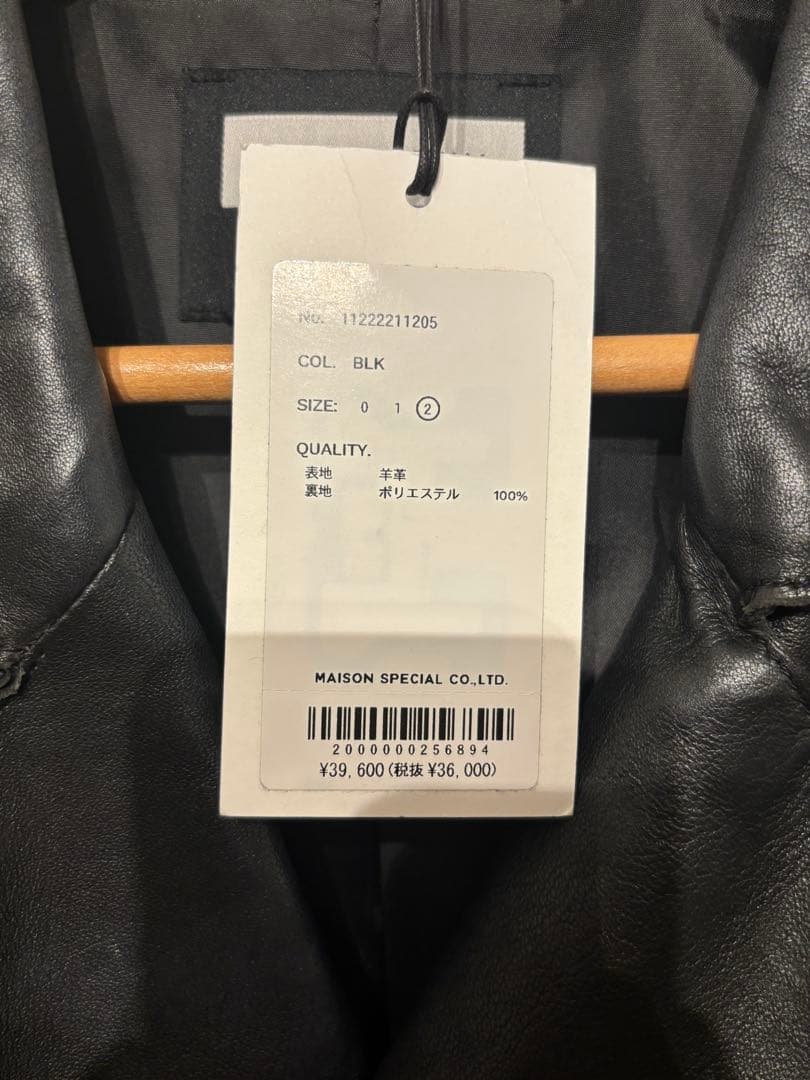 No. 11222211205
COL. BLK
SIZE: 0 1 2
QUALITY.
表地 羊革
裏地 ポリエステル 100%
MAISON SPECIAL CO.,LTD.
2000000256894
¥39,600(税抜 ¥36,000)